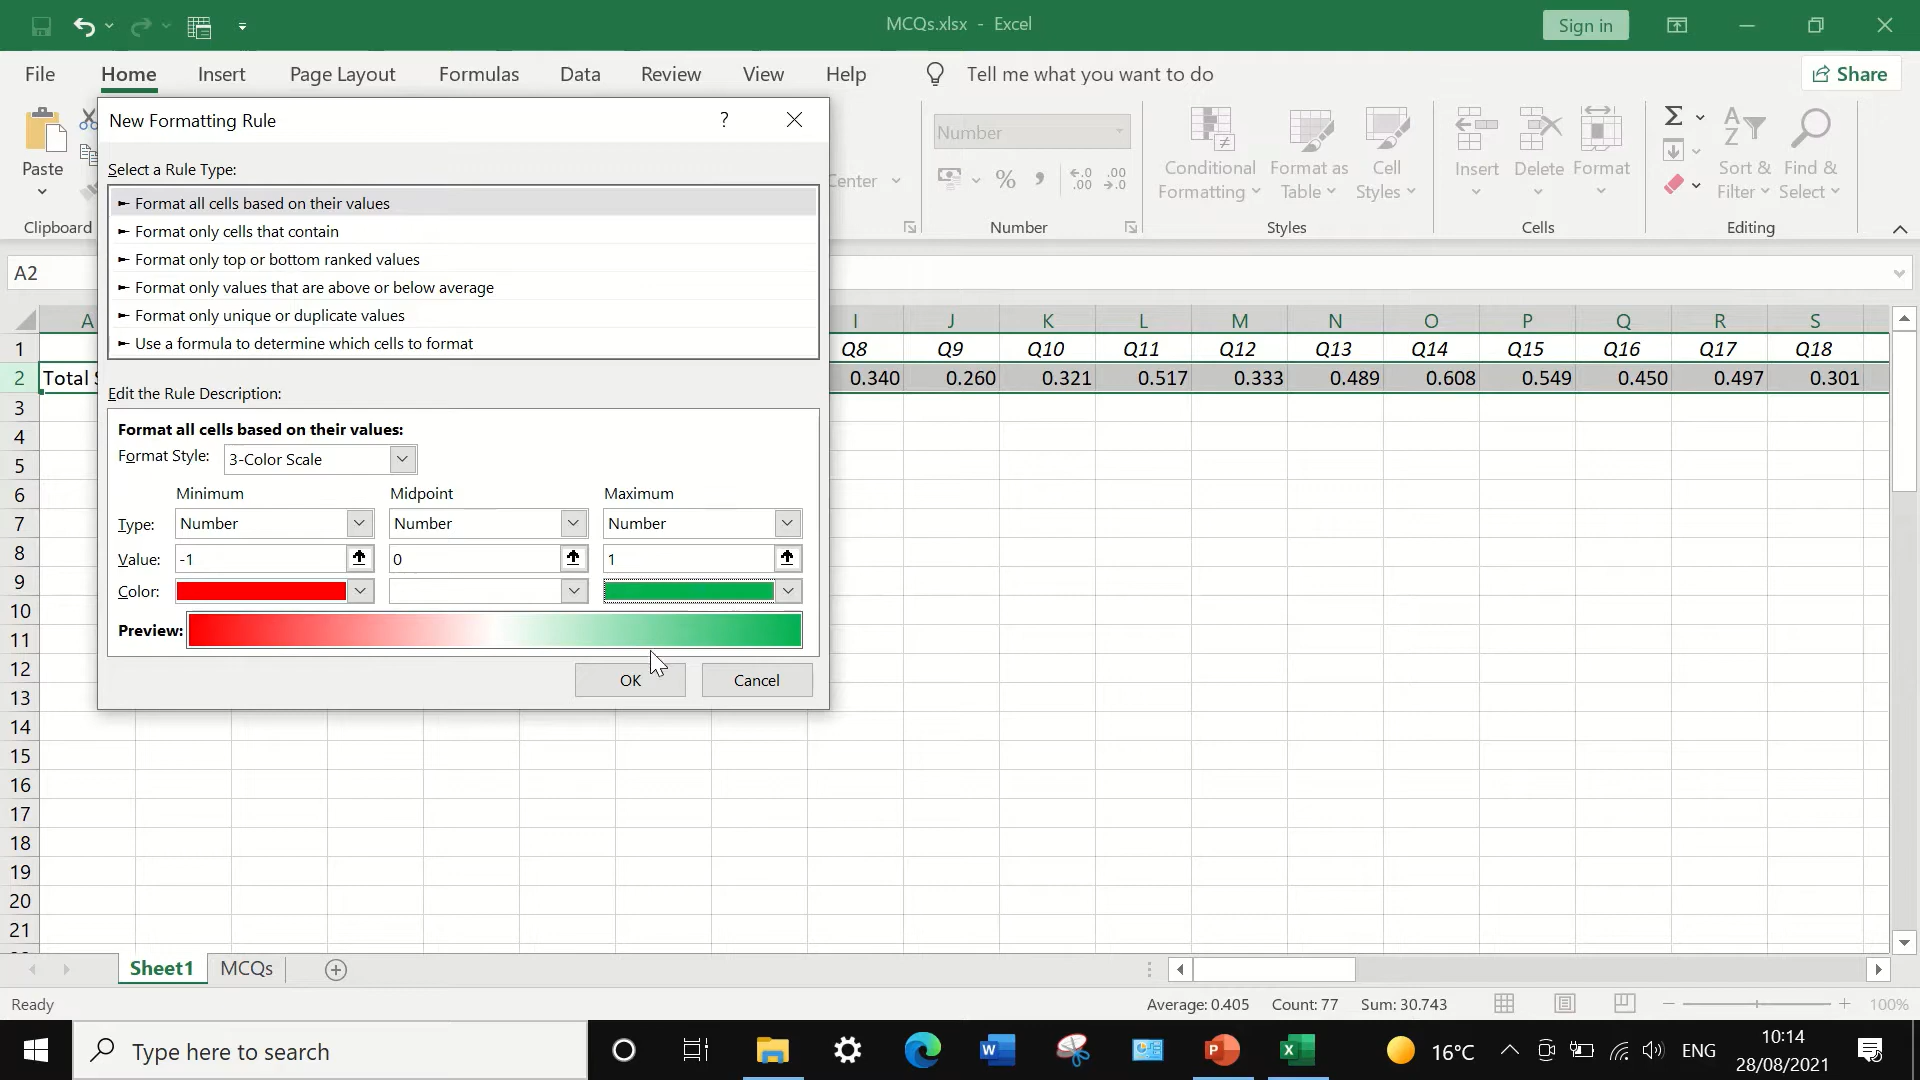 MCQs.xlsx - Excel
Sign in
File Home Insert Page Layout Formulas Data Review View Help Tell me what you want to do Share
New Formatting Rule ?
Select a Rule Type:
► Format all cells based on their values
► Format only cells that contain
► Format only top or bottom ranked values
► Format only values that are above or below average
► Format only unique or duplicate values
► Use a formula to determine which cells to format
Edit the Rule Description:
Format all cells based on their values:
Format Style: 3-Color Scale
Minimum Midpoint Maximum
Type: Number Number Number
Value: -1 0 1
Color:
Preview:
OK Cancel
Paste
Clipboard
Center
Number
% ,
Number
Conditional Formatting
Format as Table
Cell Styles
Styles
Insert Delete Format
Cells
Sort & Filter
Find & Select
Editing
A2
A I J K L M N O P Q R S
1 Q8 Q9 Q10 Q11 Q12 Q13 Q14 Q15 Q16 Q17 Q18
2 Total 0.340 0.260 0.321 0.517 0.333 0.489 0.608 0.549 0.450 0.497 0.301
3
4
5
6
7
8
9
10
11
12
13
14
15
16
17
18
19
20
21
Sheet1 MCQs
Ready
Average: 0.405 Count: 77 Sum: 30.743
100%
Type here to search
16°C
ENG
10:14
28/08/2021